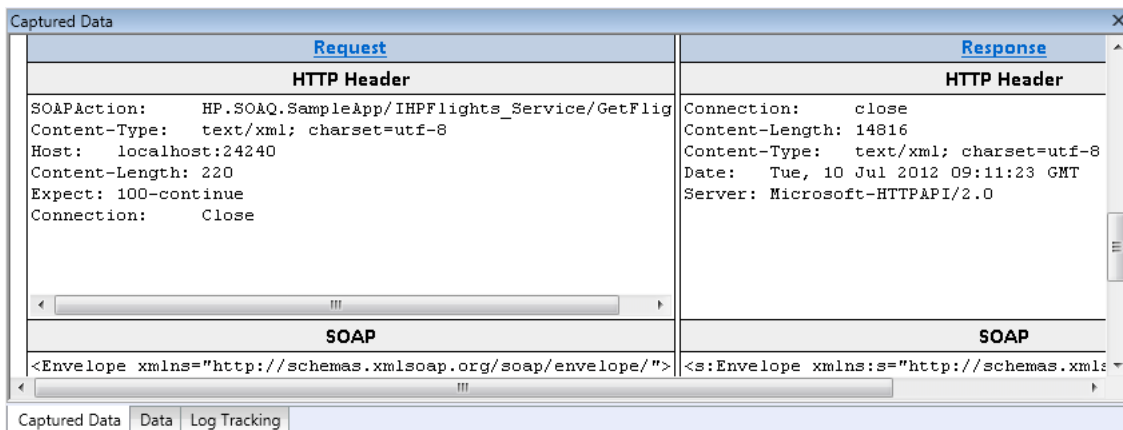 Captured Data
Request
HTTP Header
SOAPAction: HP.SOAQ.SampleApp/IHPFlights_Service/GetFlig
Content-Type: text/xml; charset=utf-8
Host: localhost:24240
Content-Length: 220
Expect: 100-continue
Connection: Close
SOAP
<Envelope xmlns="http://schemas.xmlsoap.org/soap/envelope/">
Response
HTTP Header
Connection: close
Content-Length: 14816
Content-Type: text/xml; charset=utf-8
Date: Tue, 10 Jul 2012 09:11:23 GMT
Server: Microsoft-HTTPAPI/2.0
SOAP
<s:Envelope xmlns:s="http://schemas.xmls
Captured Data
Data
Log Tracking